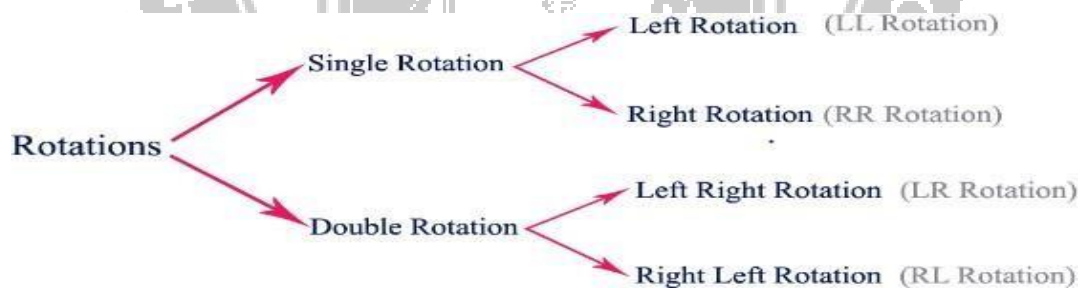 Left Rotation (LL Rotation)
Single Rotation
Right Rotation (RR Rotation)
Rotations
Left Right Rotation (LR Rotation)
Double Rotation
Right Left Rotation (RL Rotation)